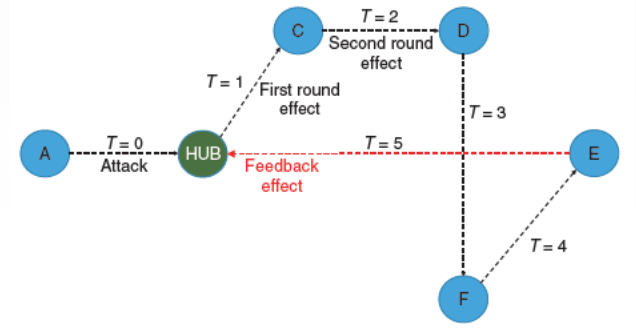 C
T = 2
D
Second round
effect
T = 1
First round
effect
T = 3
A
T = 0
Attack
HUB
Feedback
effect
T = 5
E
T = 4
F